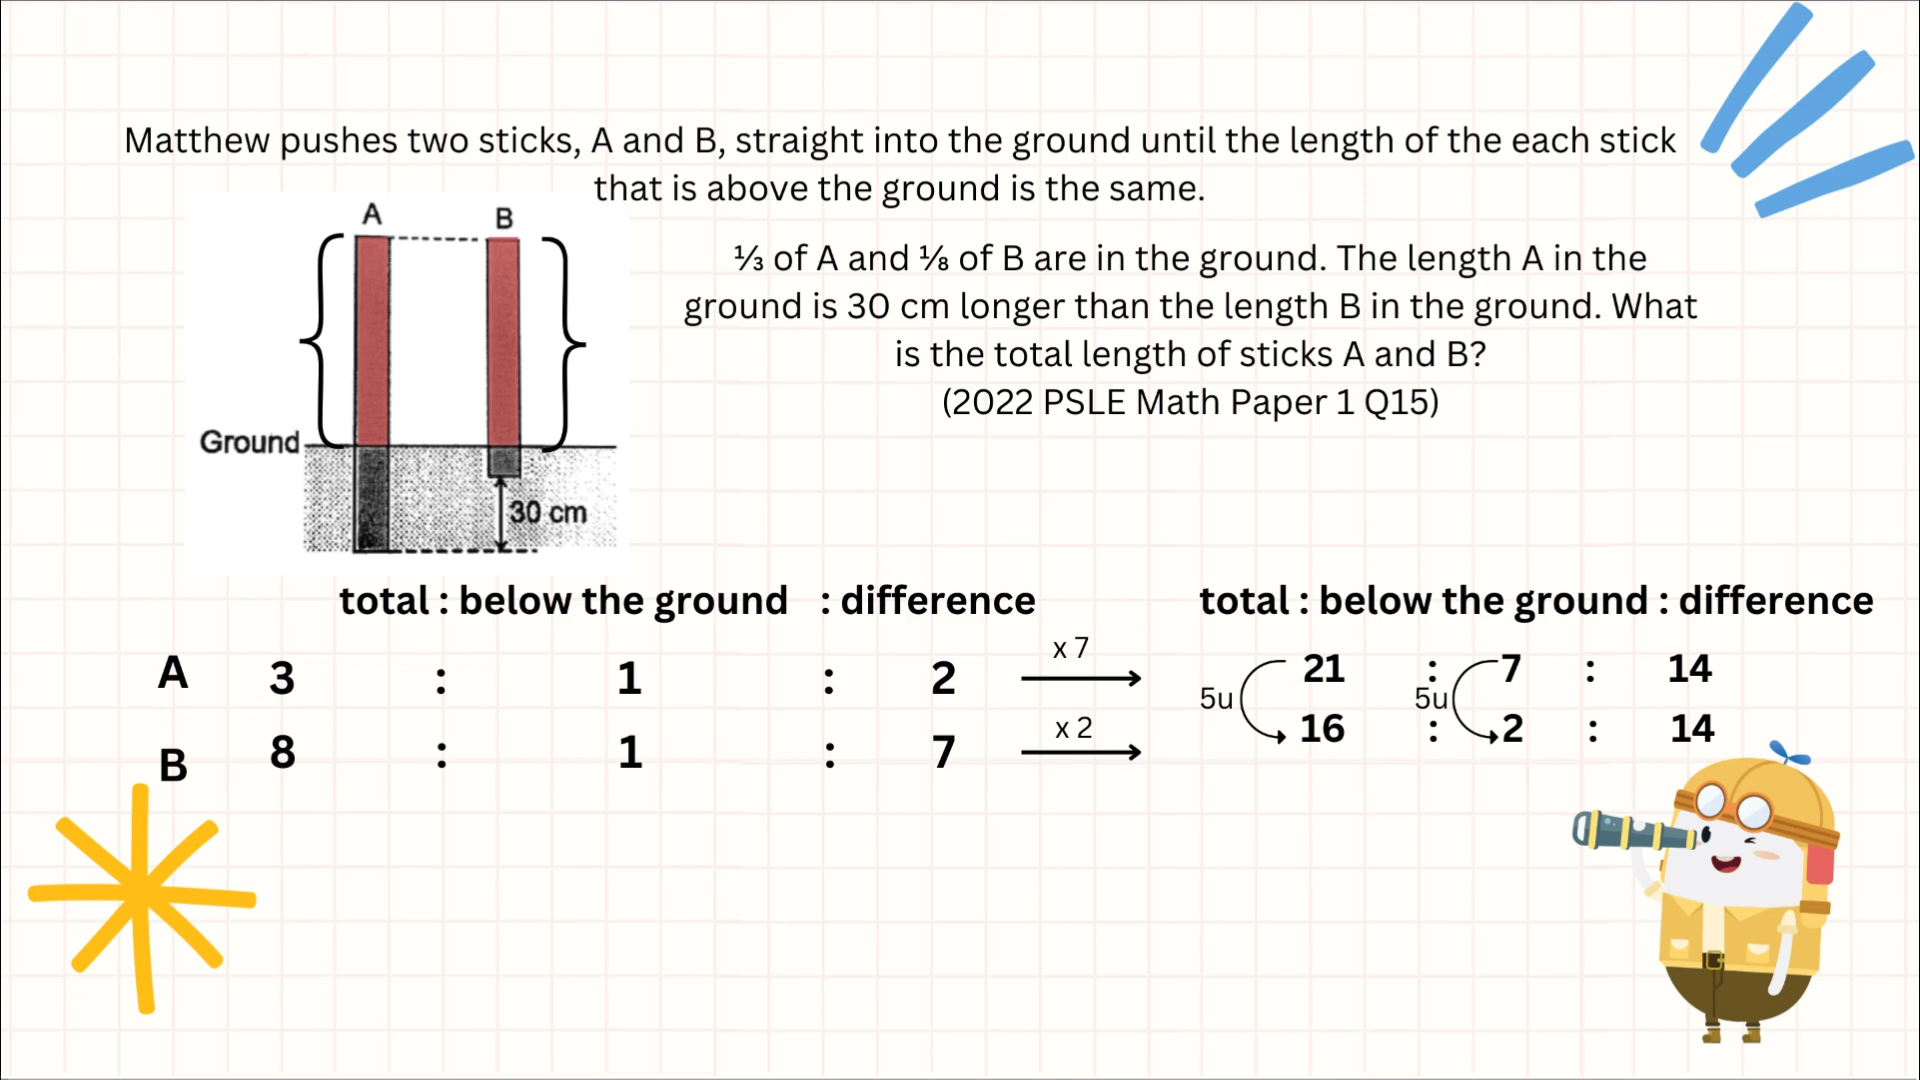 Matthew pushes two sticks, A and B, straight into the ground until the length of the each stick
that is above the ground is the same.
A B
⅓ of A and ⅛ of B are in the ground. The length A in the
ground is 30 cm longer than the length B in the ground. What
is the total length of sticks A and B?
(2022 PSLE Math Paper 1 Q15)
Ground
30 cm
total : below the ground : difference
A 3 : 1 : 2
B 8 : 1 : 7
x 7
x 2
total : below the ground : difference
21 : 7 : 14
5u 5u
16 : 2 : 14